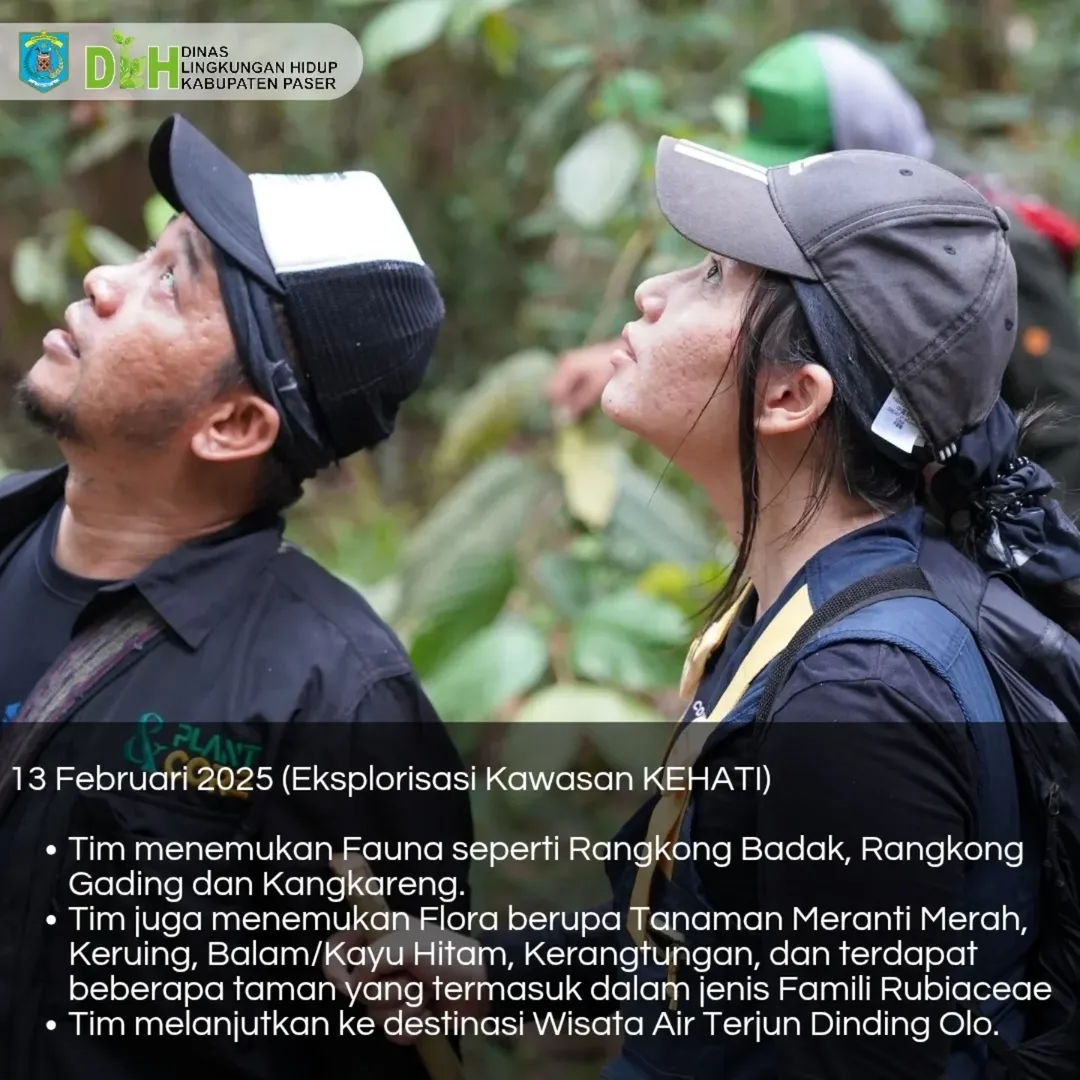 DLH DINAS
LINGKUNGAN HIDUP
KABUPATEN PASER
& PLANT
13 Februari 2025 (Eksplorisasi Kawasan KEHATI)
• Tim menemukan Fauna seperti Rangkong Badak, Rangkong
Gading dan Kangkareng.
• Tim juga menemukan Flora berupa Tanaman Meranti Merah,
Keruing, Balam/Kayu Hitam, Kerangtungan, dan terdapat
beberapa taman yang termasuk dalam jenis Famili Rubiaceae
• Tim melanjutkan ke destinasi Wisata Air Terjun Dinding Olo.